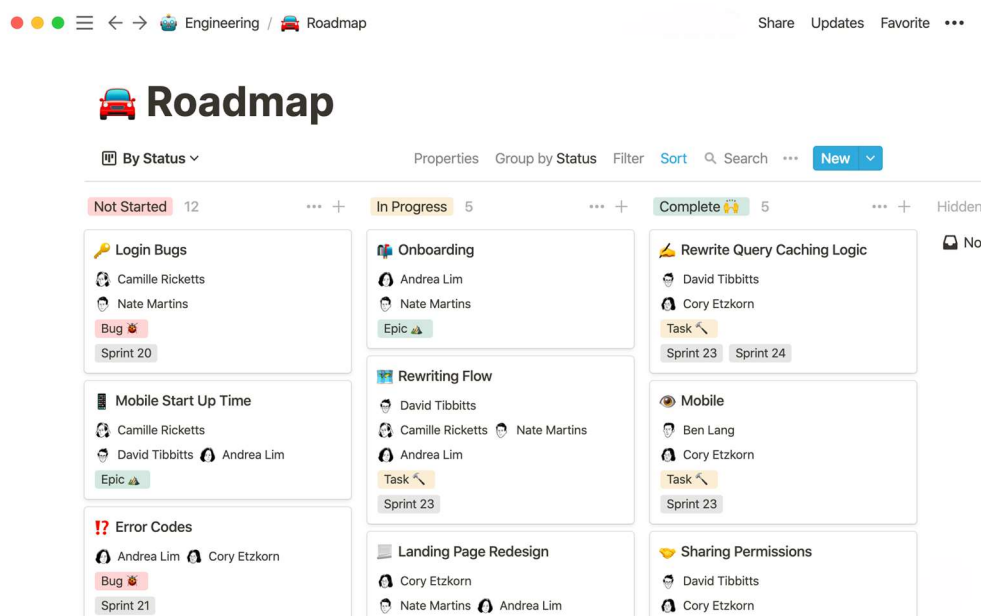 Engineering / Roadmap
Share Updates Favorite
Roadmap
By Status
Properties Group by Status Filter Sort Search New
Not Started 12
Login Bugs
Camille Ricketts
Nate Martins
Bug
Sprint 20
Mobile Start Up Time
Camille Ricketts
David Tibbitts Andrea Lim
Epic
Error Codes
Andrea Lim Cory Etzkorn
Bug
Sprint 21
In Progress 5
Onboarding
Andrea Lim
Nate Martins
Epic
Rewriting Flow
David Tibbitts
Camille Ricketts Nate Martins
Andrea Lim
Task
Sprint 23
Landing Page Redesign
Cory Etzkorn
Nate Martins Andrea Lim
Complete 5
Rewrite Query Caching Logic
David Tibbitts
Cory Etzkorn
Task
Sprint 23 Sprint 24
Mobile
Ben Lang
Cory Etzkorn
Task
Sprint 23
Sharing Permissions
David Tibbitts
Cory Etzkorn
Hidden
No